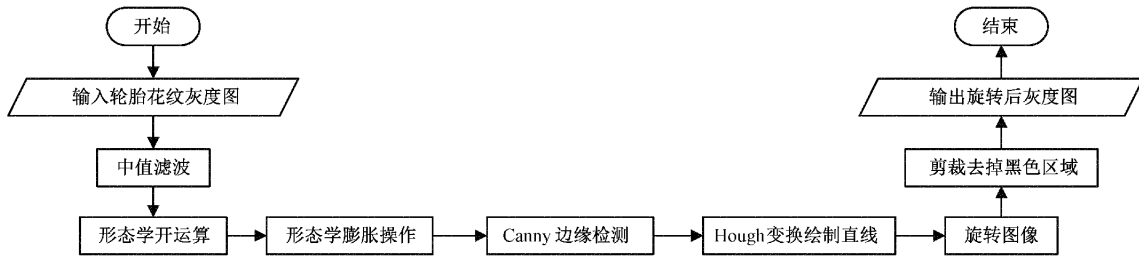 开始
输入轮胎花纹灰度图
中值滤波
形态学开运算
形态学膨胀操作
Canny 边缘检测
Hough变换绘制直线
旋转图像
剪裁去掉黑色区域
输出旋转后灰度图
结束